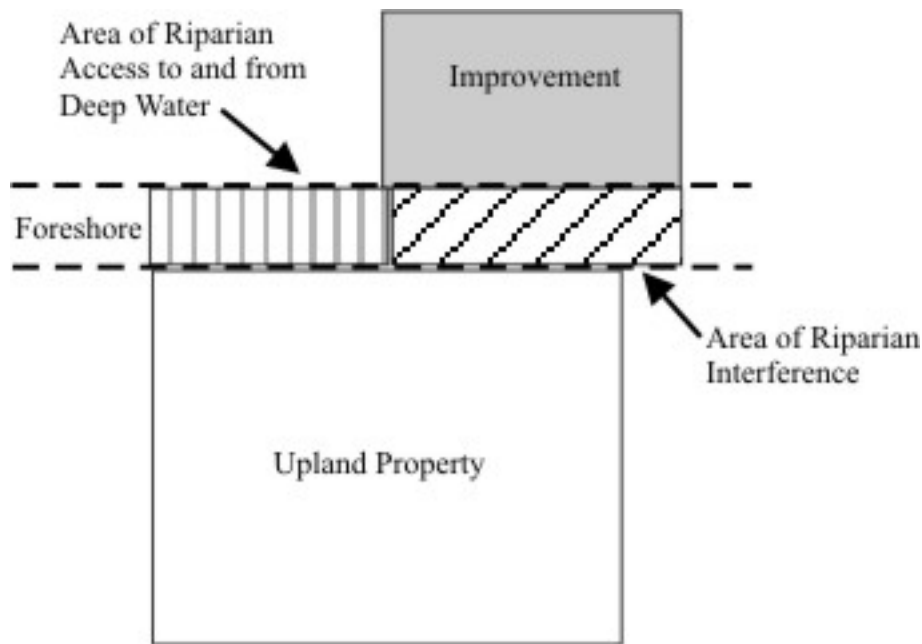 Area of Riparian
Access to and from
Deep Water
Improvement
Foreshore
Area of Riparian
Interference
Upland Property